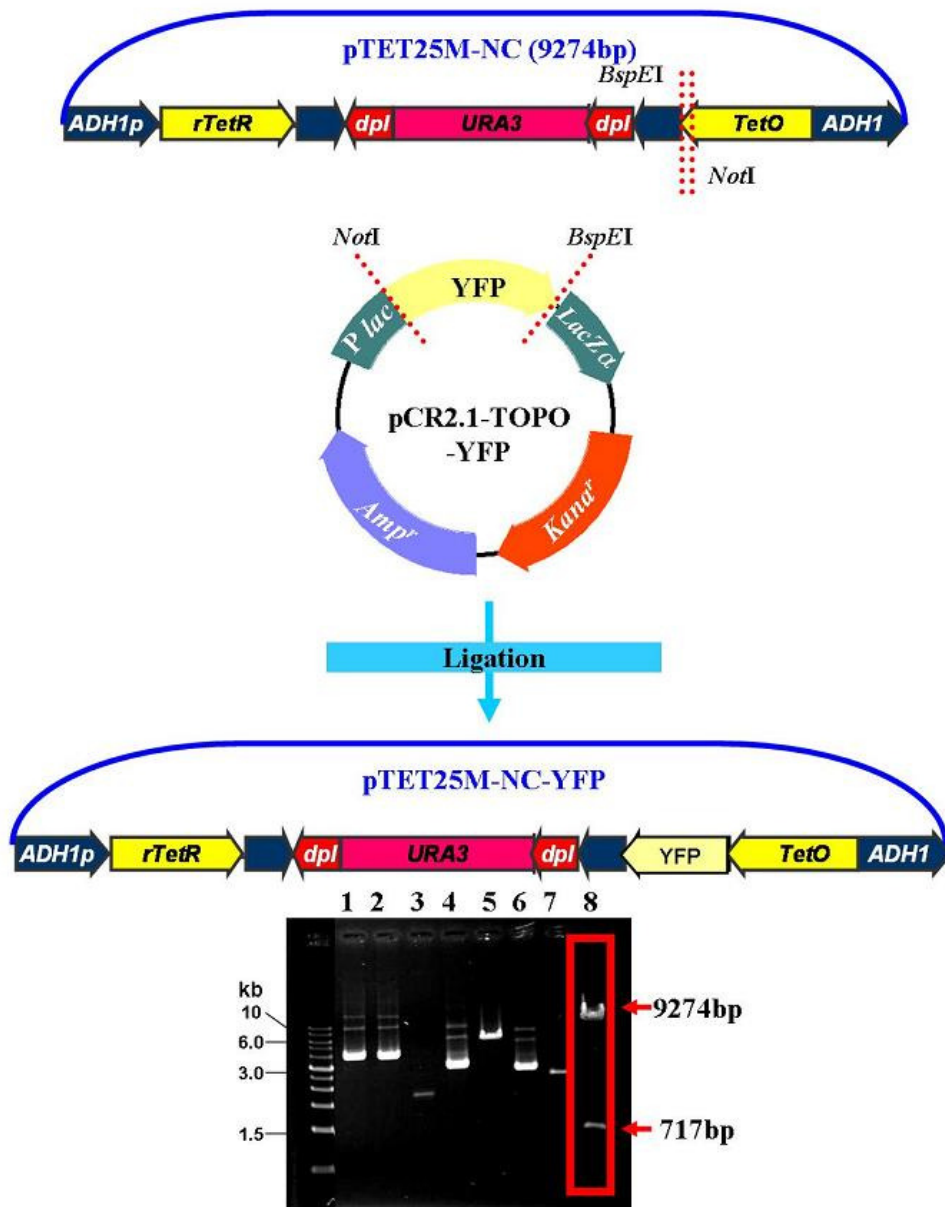 pTET25M-NC (9274bp)
BspEI
ADH1p rTetR dpl URA3 dpl TetO ADH1
NotI
NotI BspEI
YFP
P lac LacZα
pCR2.1-TOPO
-YFP
Ampʳ Kanaʳ
Ligation
pTET25M-NC-YFP
ADH1p rTetR dpl URA3 dpl YFP TetO ADH1
1 2 3 4 5 6 7 8
kb
10
9274bp
6.0
3.0
1.5
717bp